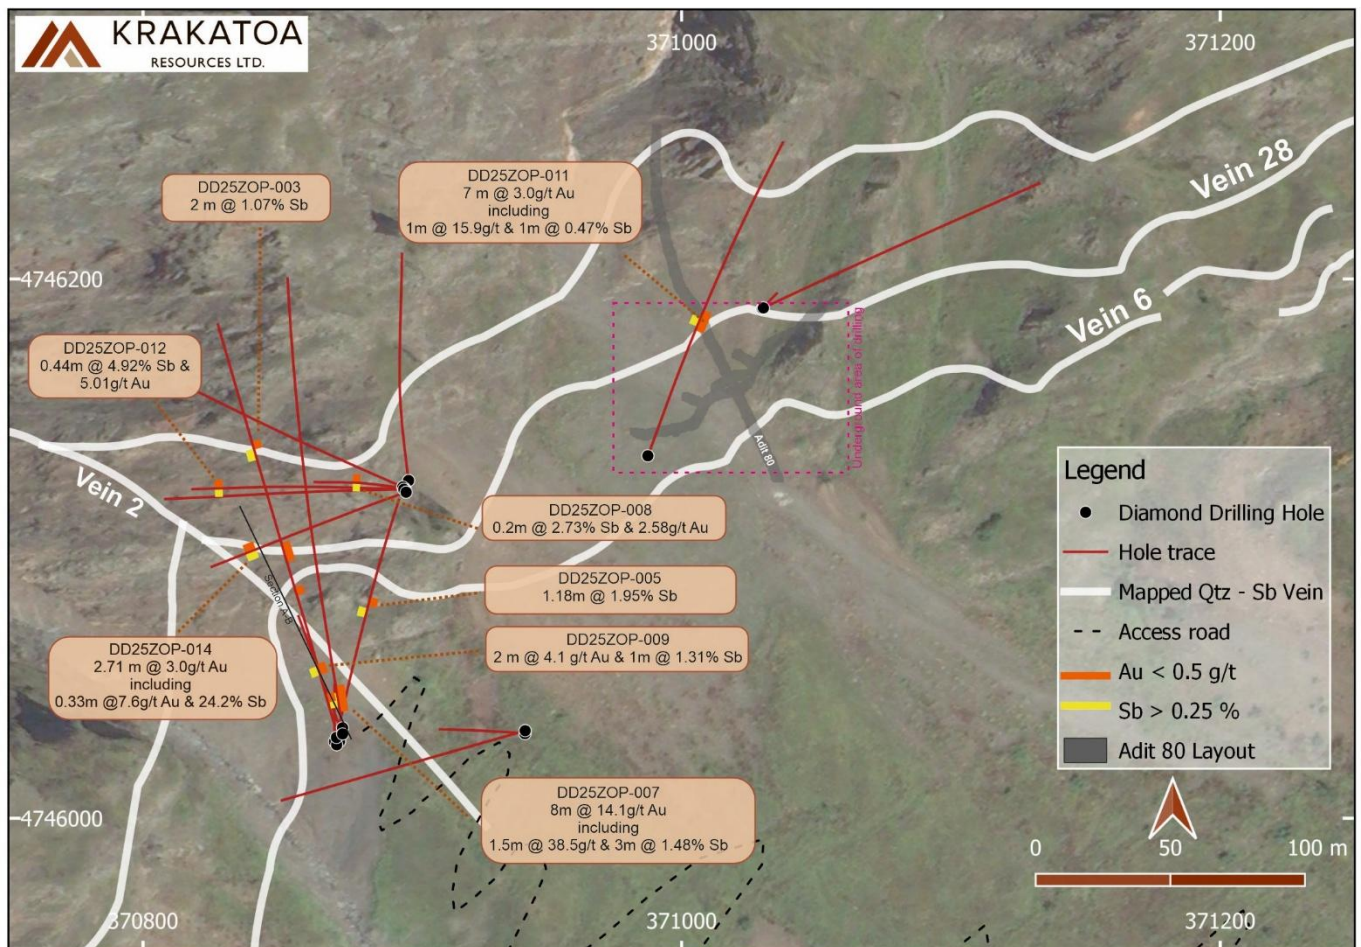 KRAKATOA
RESOURCES LTD.
371000
371200
DD25ZOP-003
2 m @ 1.07% Sb
DD25ZOP-011
7 m @ 3.0g/t Au
including
1m @ 15.9g/t & 1m @ 0.47% Sb
Vein 28
4746200
Vein 6
Underground area of drilling
DD25ZOP-012
0.44m @ 4.92% Sb &
5.01g/t Au
Adit 80
Vein 2
DD25ZOP-008
0.2m @ 2.73% Sb & 2.58g/t Au
DD25ZOP-005
1.18m @ 1.95% Sb
Section A-B
DD25ZOP-009
2 m @ 4.1 g/t Au & 1m @ 1.31% Sb
DD25ZOP-014
2.71 m @ 3.0g/t Au
including
0.33m @7.6g/t Au & 24.2% Sb
DD25ZOP-007
8m @ 14.1g/t Au
including
1.5m @ 38.5g/t & 3m @ 1.48% Sb
Legend
Diamond Drilling Hole
Hole trace
Mapped Qtz - Sb Vein
Access road
Au < 0.5 g/t
Sb > 0.25 %
Adit 80 Layout
4746000
0 50 100 m
370800
371000
371200